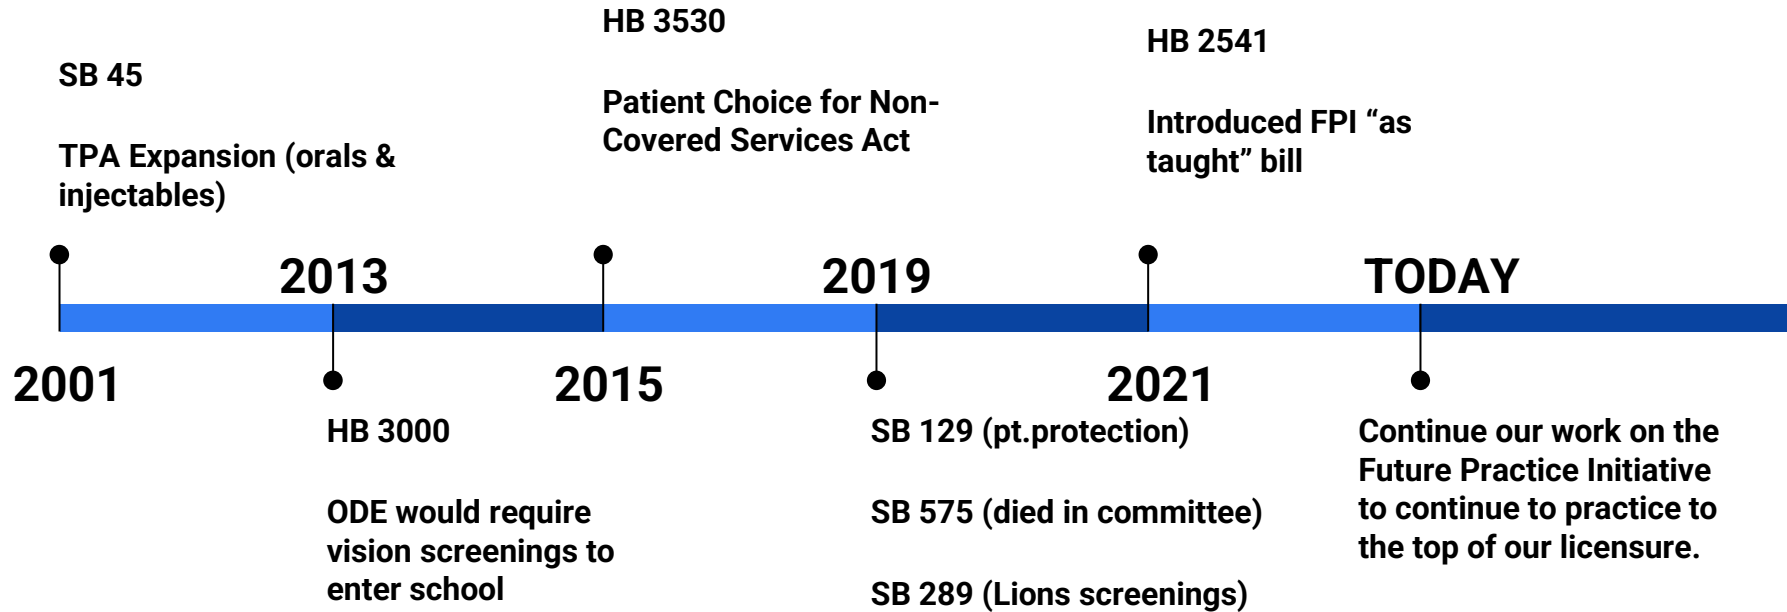 SB 45
TPA Expansion (orals &
injectables)
2001
2013
HB 3000
ODE would require
vision screenings to
enter school
HB 3530
Patient Choice for Non-
Covered Services Act
2015
2019
SB 129 (pt.protection)
SB 575 (died in committee)
SB 289 (Lions screenings)
HB 2541
Introduced FPI “as
taught” bill
2021
TODAY
Continue our work on the
Future Practice Initiative
to continue to practice to
the top of our licensure.